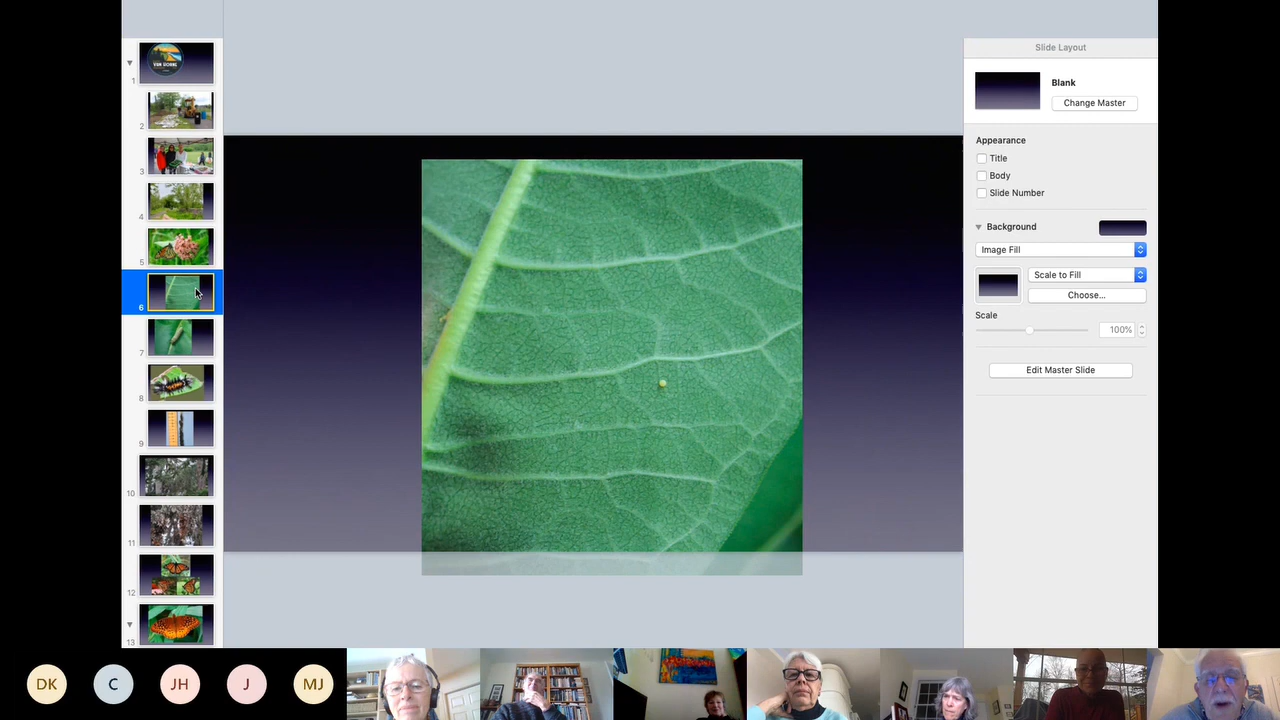 Slide Layout
Blank
Change Master
Appearance
Title
Body
Slide Number
Background
Image Fill
Scale to Fill
Choose...
Scale
100%
Edit Master Slide
1
2
3
4
5
6
7
8
9
10
11
12
13
DK
C
JH
J
MJ